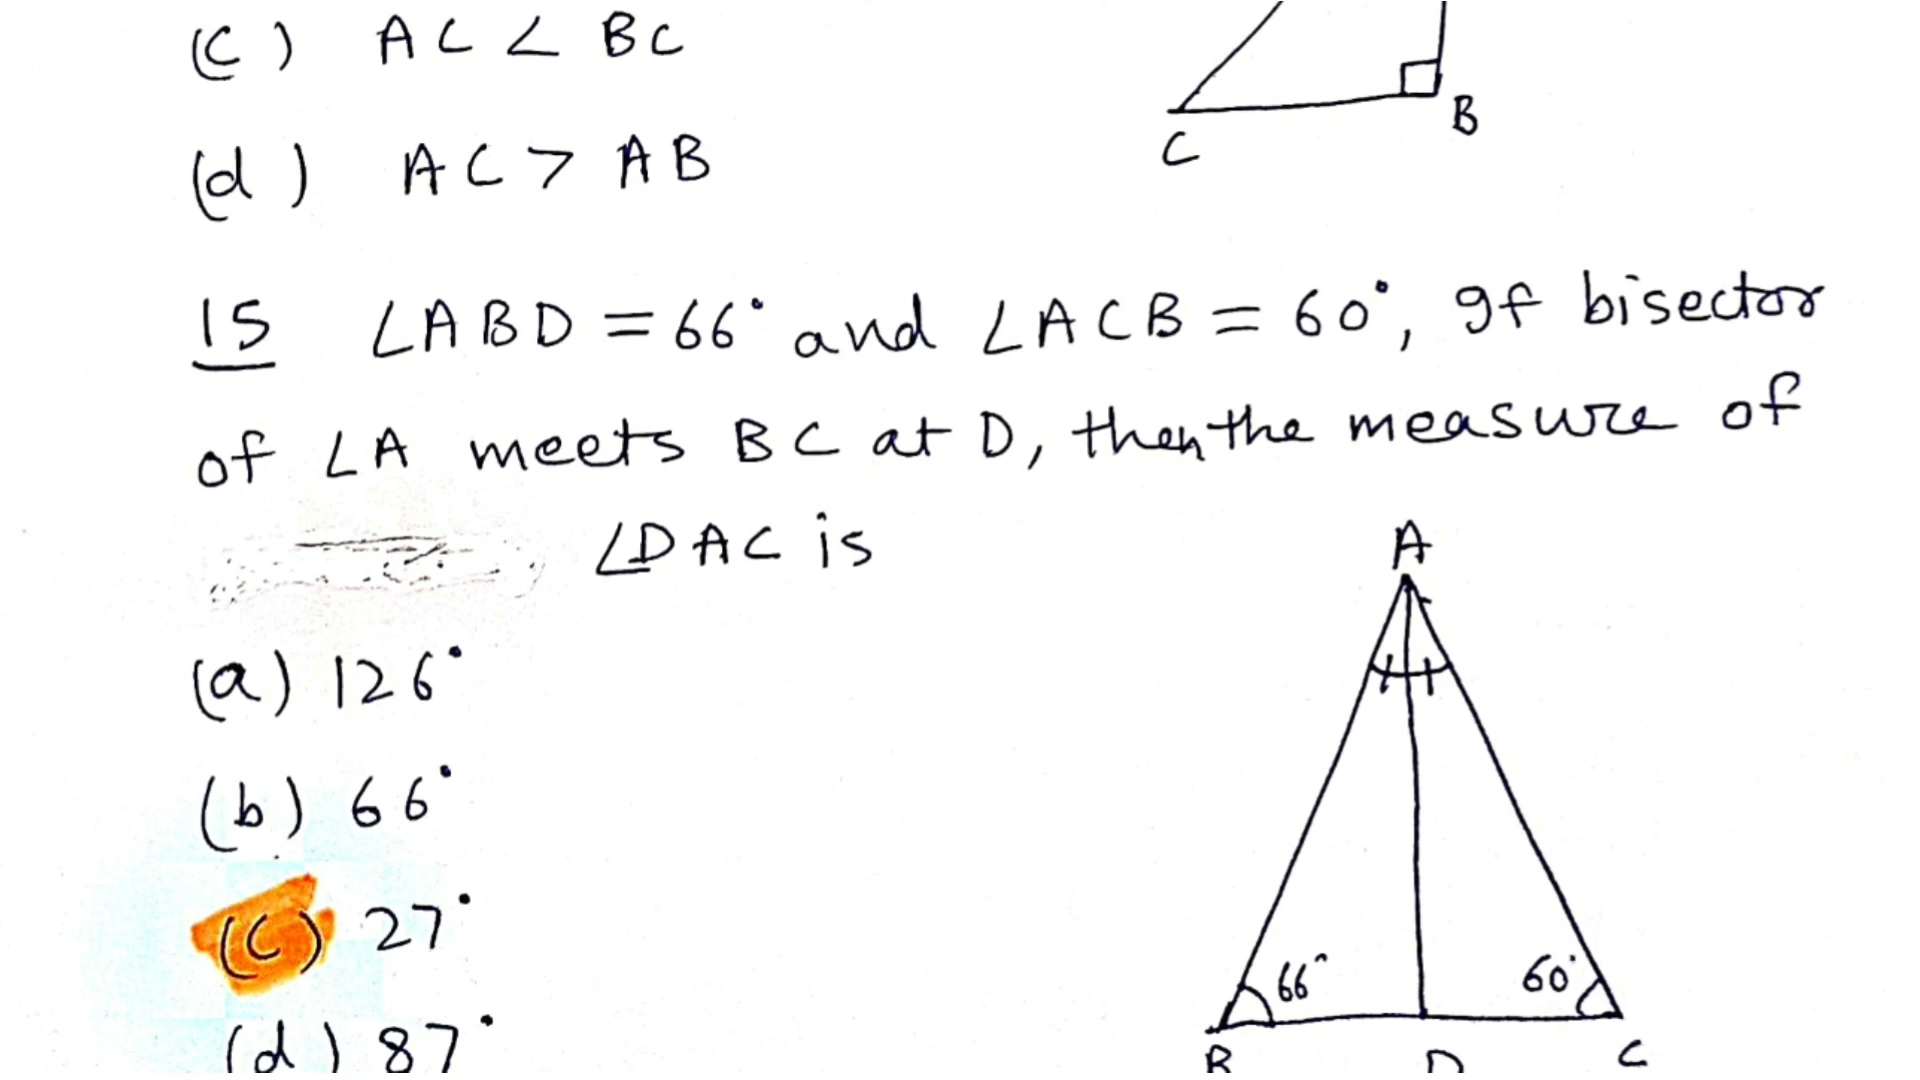 (c) AC < BC
(d) AC > AB
C
B
15 ∠ABD = 66° and ∠ACB = 60°, If bisector
of ∠A meets BC at D, then the measure of
∠DAC is
A
(a) 126°
(b) 66°
(c) 27°
66°
60°
(d) 87°
B
D
C